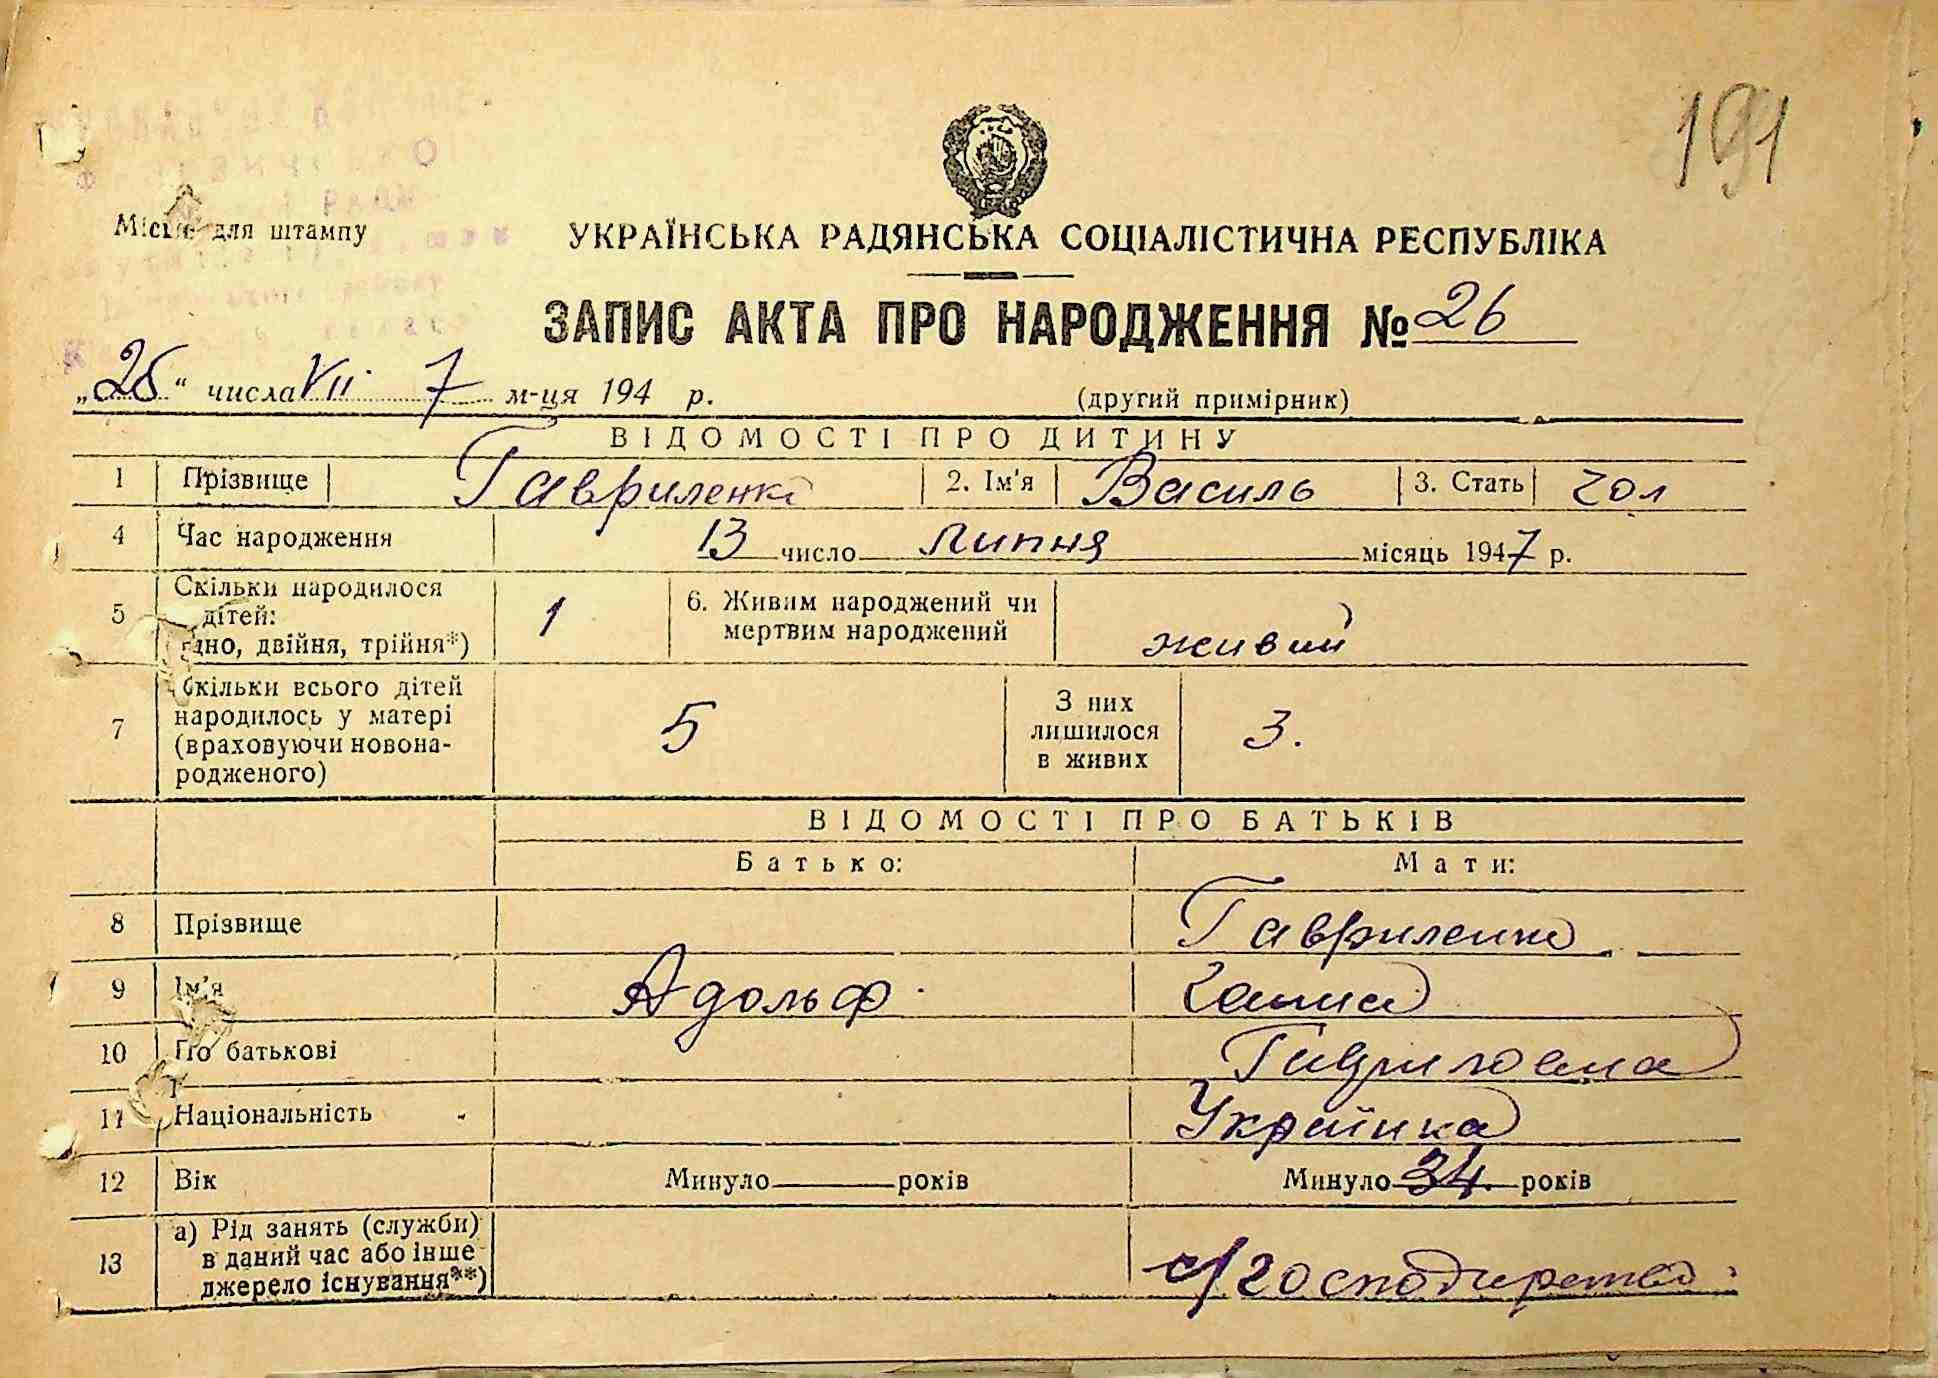 191
Місце для штампу
УКРАЇНСЬКА РАДЯНСЬКА СОЦІАЛІСТИЧНА РЕСПУБЛІКА
ЗАПИС АКТА ПРО НАРОДЖЕННЯ № 26
„26“ числа VII 7 м-ця 194 р. (другий примірник)
ВІДОМОСТІ ПРО ДИТИНУ
1 Прізвище Гавриленко 2. Ім'я Василь 3. Стать чол
4 Час народження 13 число липня місяць 1947 р.
5 Скільки народилося дітей: одно, двійня, трійня*) 1 6. Живим народжений чи мертвим народжений живий
7 Скільки всього дітей народилось у матері (враховуючи новонародженого) 5 З них лишилося в живих 3.
ВІДОМОСТІ ПРО БАТЬКІВ
Батько: Мати:
8 Прізвище Гавриленко
9 Ім'я Адольф Ганна
10 По батькові
11 Національність Українка
12 Вік Минуло років Минуло 34 років
13 а) Рід занять (служби) в даний час або інше джерело існування**) с/господарство